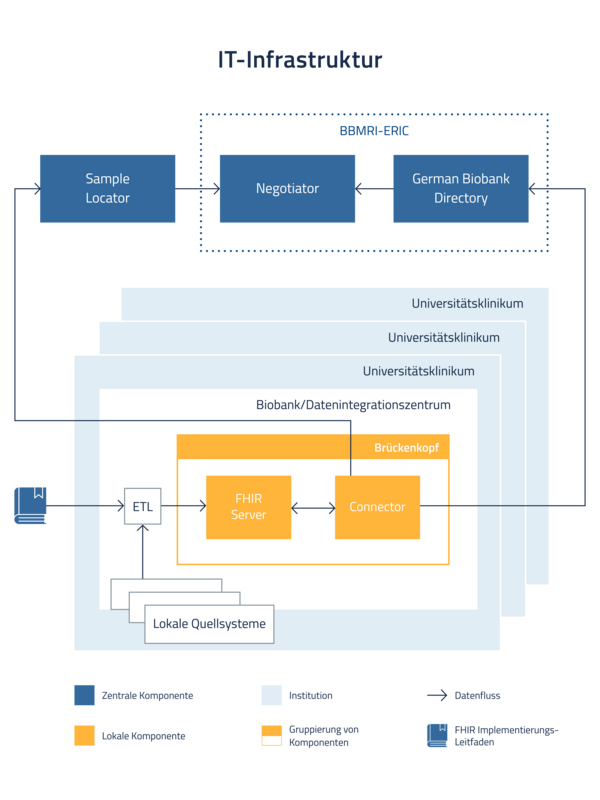 IT-Infrastruktur
BBMRI-ERIC
Sample
Locator
Negotiator
German Biobank
Directory
Universitätsklinikum
Universitätsklinikum
Universitätsklinikum
Biobank/Datenintegrationszentrum
Brückenkopf
ETL
FHIR
Server
Connector
Lokale Quellsysteme
Zentrale Komponente
Institution
Datenfluss
Lokale Komponente
Gruppierung von
Komponenten
FHIR Implementierungs-
Leitfaden